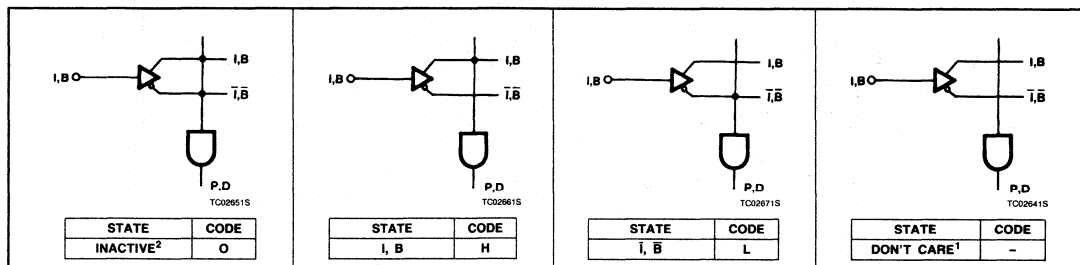 I,B
I,B
I̅,B̅
P,D
TC02651S
STATE CODE
INACTIVE² O
I,B
I,B
I̅,B̅
P,D
TC02661S
STATE CODE
I, B H
I,B
I,B
I̅,B̅
P,D
TC02671S
STATE CODE
I̅, B̅ L
I,B
I,B
I̅,B̅
P,D
TC02641S
STATE CODE
DON'T CARE¹ –